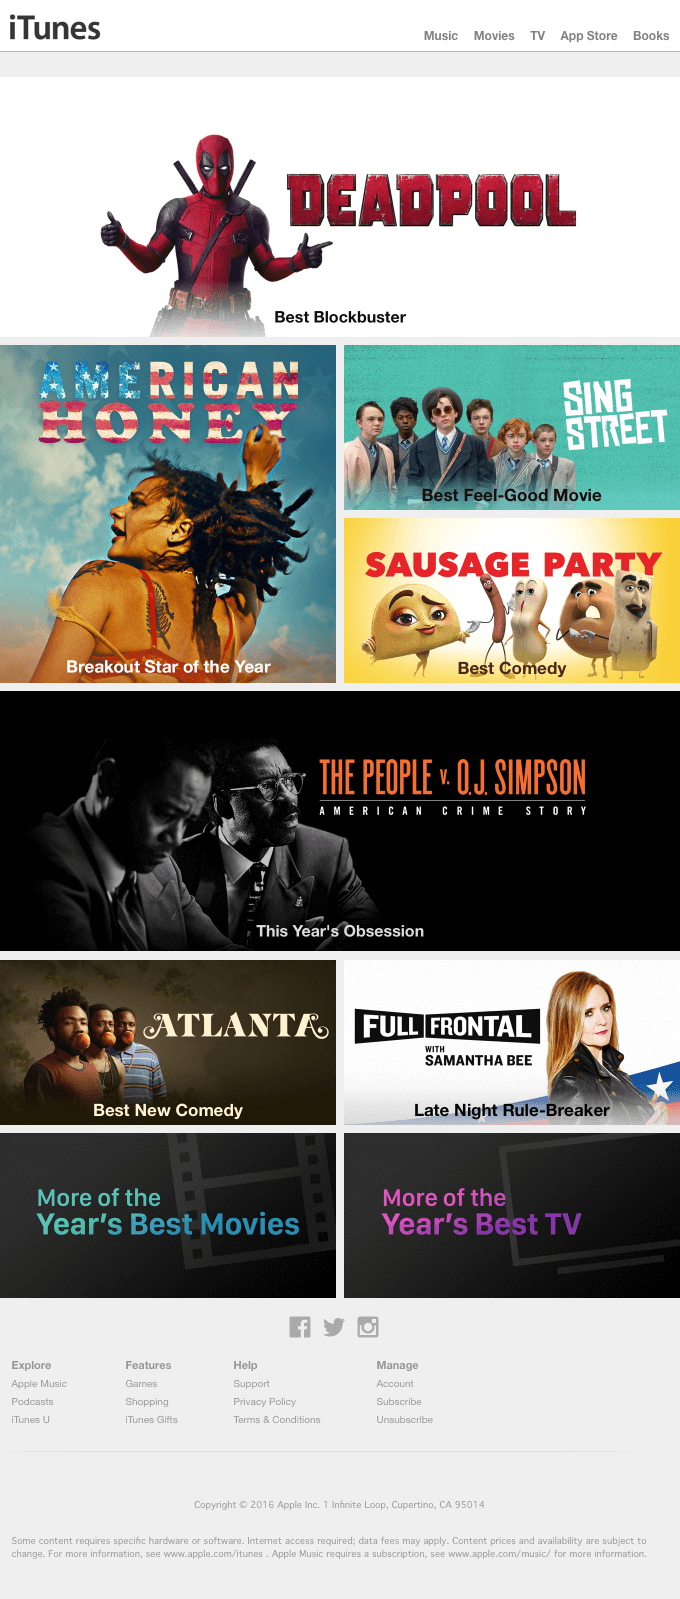 iTunes
Music Movies TV App Store Books
DEADPOOL
Best Blockbuster
AMERICAN
HONEY
Breakout Star of the Year
SING
STREET
Best Feel-Good Movie
SAUSAGE PARTY
Best Comedy
THE PEOPLE V. O.J. SIMPSON
AMERICAN CRIME STORY
This Year's Obsession
ATLANTA
Best New Comedy
FULL FRONTAL
WITH
SAMANTHA BEE
Late Night Rule-Breaker
More of the
Year's Best Movies
More of the
Year's Best TV
Explore Features Help Manage
Apple Music Games Support Account
Podcasts Shopping Privacy Policy Subscribe
iTunes U iTunes Gifts Terms & Conditions Unsubscribe
Copyright © 2016 Apple Inc. 1 Infinite Loop, Cupertino, CA 95014
Some content requires specific hardware or software. Internet access required; data fees may apply. Content prices and availability are subject to
change. For more information, see www.apple.com/itunes . Apple Music requires a subscription, see www.apple.com/music/ for more information.